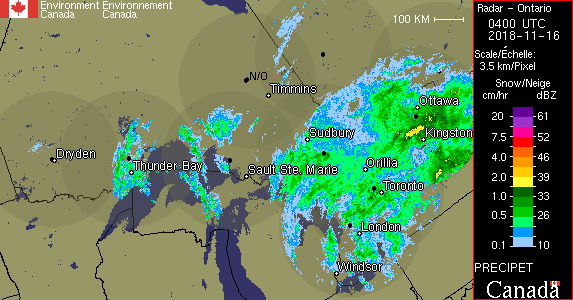 Environment Environnement
Canada Canada
100 KM
N/O
Timmins
Ottawa
Sudbury
Kingston
Dryden
Thunder Bay
Sault Ste. Marie
Orillia
Toronto
London
Windsor
Radar - Ontario
0400 UTC
2018-11-16
Scale/Échelle:
3.5 km/Pixel
Snow/Neige
cm/hr dBZ
20 61
7.5 52
4.0 46
2.0 39
1.0 33
0.5 26
0.1 10
PRECIPET
Canada